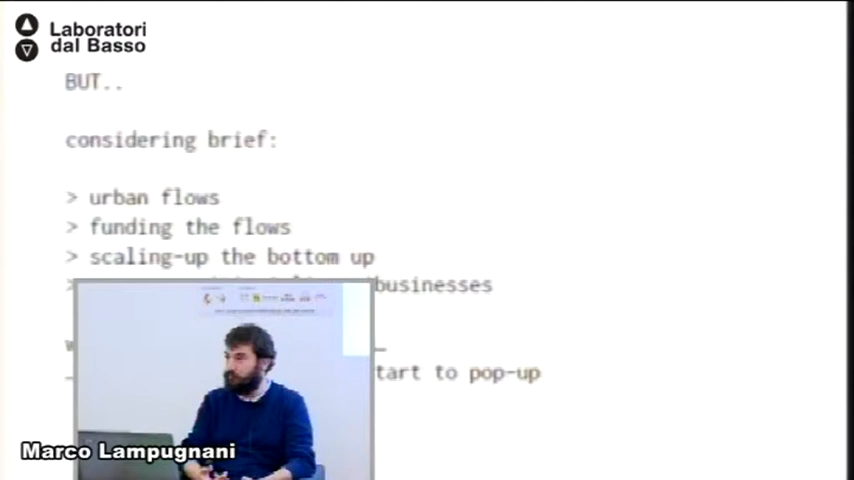 Laboratori
dal Basso
BUT..
considering brief:
> urban flows
> funding the flows
> scaling-up the bottom up
> businesses
tart to pop-up
Marco Lampugnani